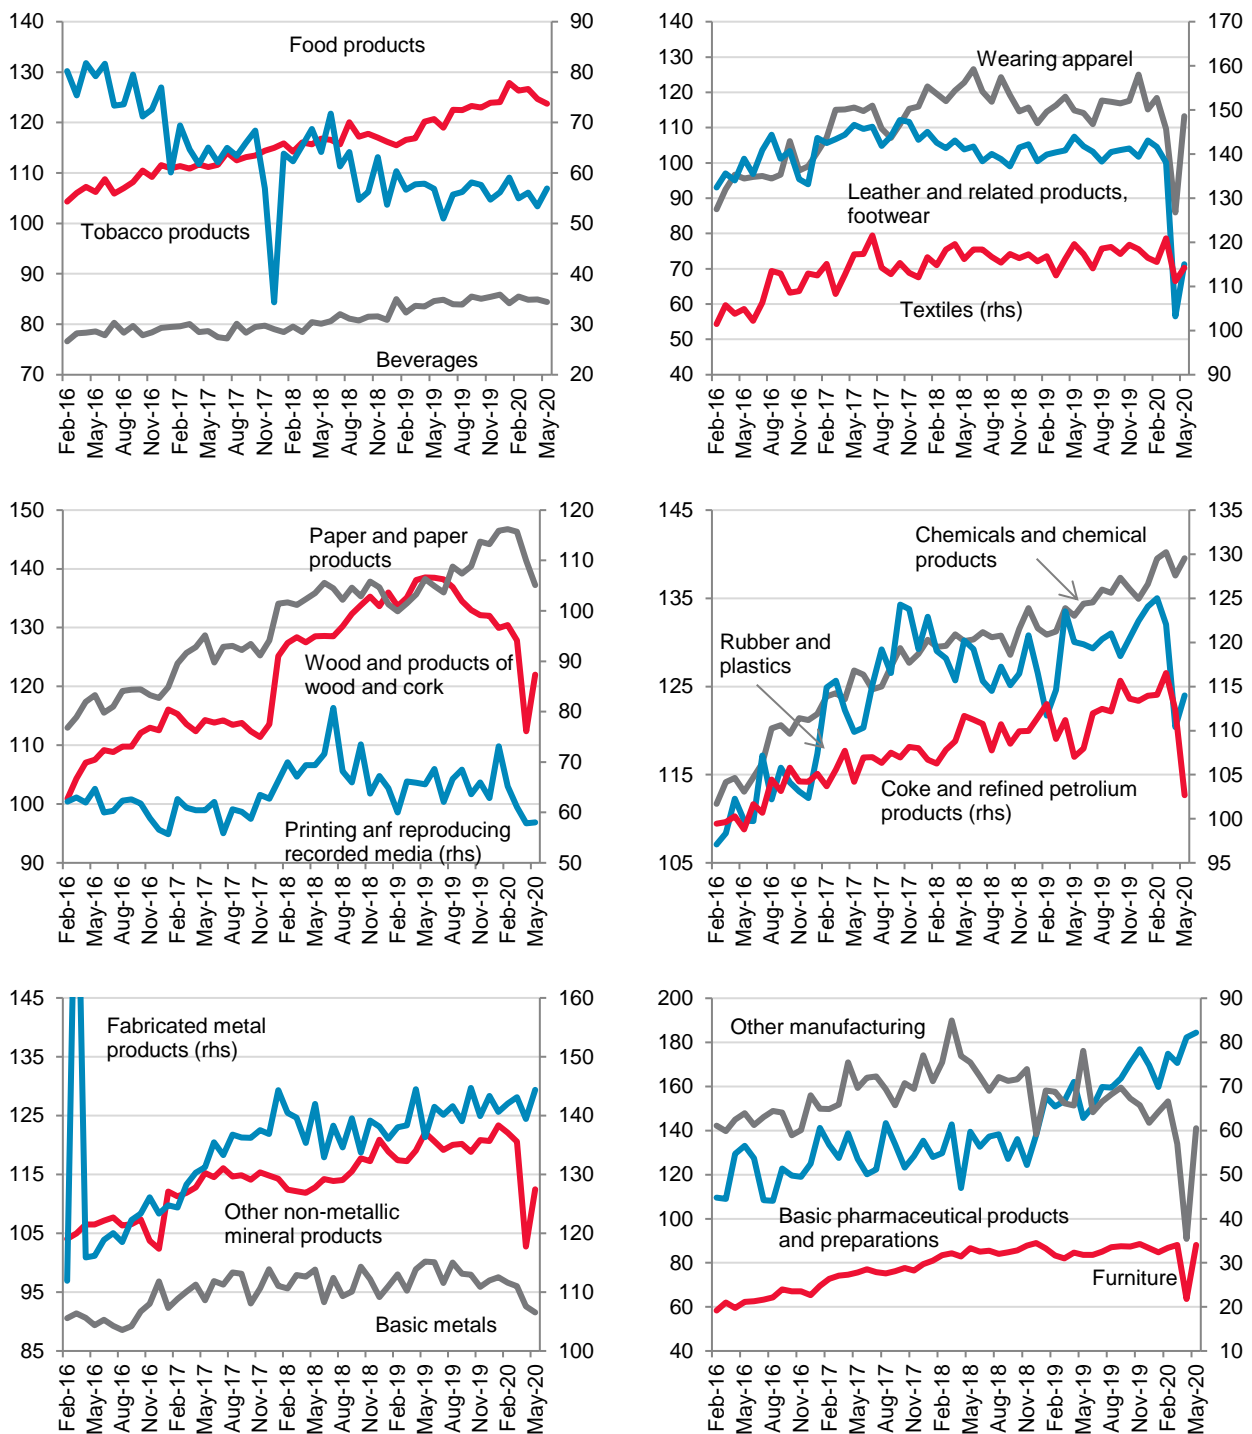 140
130
120
110
100
90
80
70
90
80
70
60
50
40
30
20
Food products
Tobacco products
Beverages
Feb-16
May-16
Aug-16
Nov-16
Feb-17
May-17
Aug-17
Nov-17
Feb-18
May-18
Aug-18
Nov-18
Feb-19
May-19
Aug-19
Nov-19
Feb-20
May-20
140
130
120
110
100
90
80
70
60
50
40
170
160
150
140
130
120
110
100
90
Wearing apparel
Leather and related products,
footwear
Textiles (rhs)
Feb-16
May-16
Aug-16
Nov-16
Feb-17
May-17
Aug-17
Nov-17
Feb-18
May-18
Aug-18
Nov-18
Feb-19
May-19
Aug-19
Nov-19
Feb-20
May-20
150
140
130
120
110
100
90
120
110
100
90
80
70
60
50
Paper and paper
products
Wood and products of
wood and cork
Printing anf reproducing
recorded media (rhs)
Feb-16
May-16
Aug-16
Nov-16
Feb-17
May-17
Aug-17
Nov-17
Feb-18
May-18
Aug-18
Nov-18
Feb-19
May-19
Aug-19
Nov-19
Feb-20
May-20
145
135
125
115
105
135
130
125
120
115
110
105
100
95
Chemicals and chemical
products
Rubber and
plastics
Coke and refined petrolium
products (rhs)
Feb-16
May-16
Aug-16
Nov-16
Feb-17
May-17
Aug-17
Nov-17
Feb-18
May-18
Aug-18
Nov-18
Feb-19
May-19
Aug-19
Nov-19
Feb-20
May-20
145
135
125
115
105
95
85
160
150
140
130
120
110
100
Fabricated metal
products (rhs)
Other non-metallic
mineral products
Basic metals
Feb-16
May-16
Aug-16
Nov-16
Feb-17
May-17
Aug-17
Nov-17
Feb-18
May-18
Aug-18
Nov-18
Feb-19
May-19
Aug-19
Nov-19
Feb-20
May-20
200
180
160
140
120
100
80
60
40
90
80
70
60
50
40
30
20
10
Other manufacturing
Basic pharmaceutical products
and preparations
Furniture
Feb-16
May-16
Aug-16
Nov-16
Feb-17
May-17
Aug-17
Nov-17
Feb-18
May-18
Aug-18
Nov-18
Feb-19
May-19
Aug-19
Nov-19
Feb-20
May-20